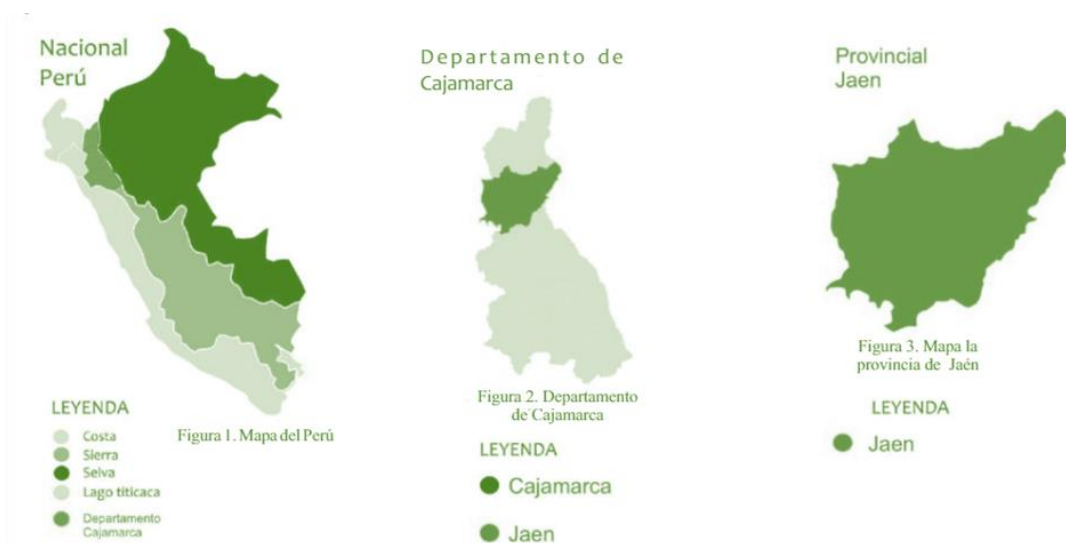 Nacional
Perú
LEYENDA
Costa
Sierra
Selva
Lago titicaca
Departamento
Cajamarca
Figura 1. Mapa del Perú
Departamento de
Cajamarca
Figura 2. Departamento
de Cajamarca
LEYENDA
Cajamarca
Jaen
Provincial
Jaen
Figura 3. Mapa la
provincia de Jaén
LEYENDA
Jaen